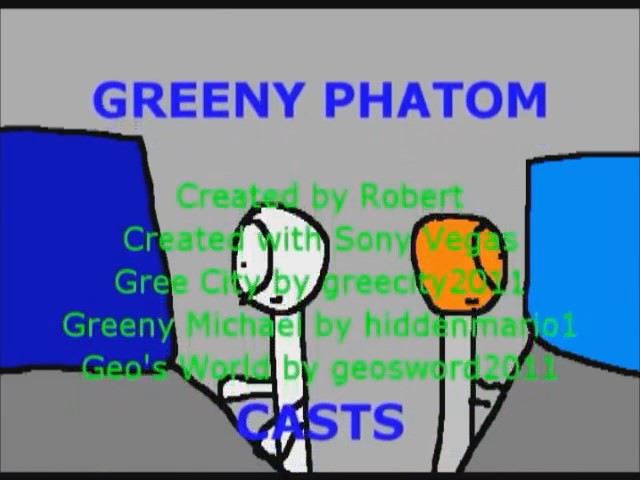 GREENY PHATOM
Created by Robert
Created with Sony Vegas
Gree City by greecity2011
Greeny Michael by hiddenmario1
Geo's World by geosword2011
CASTS